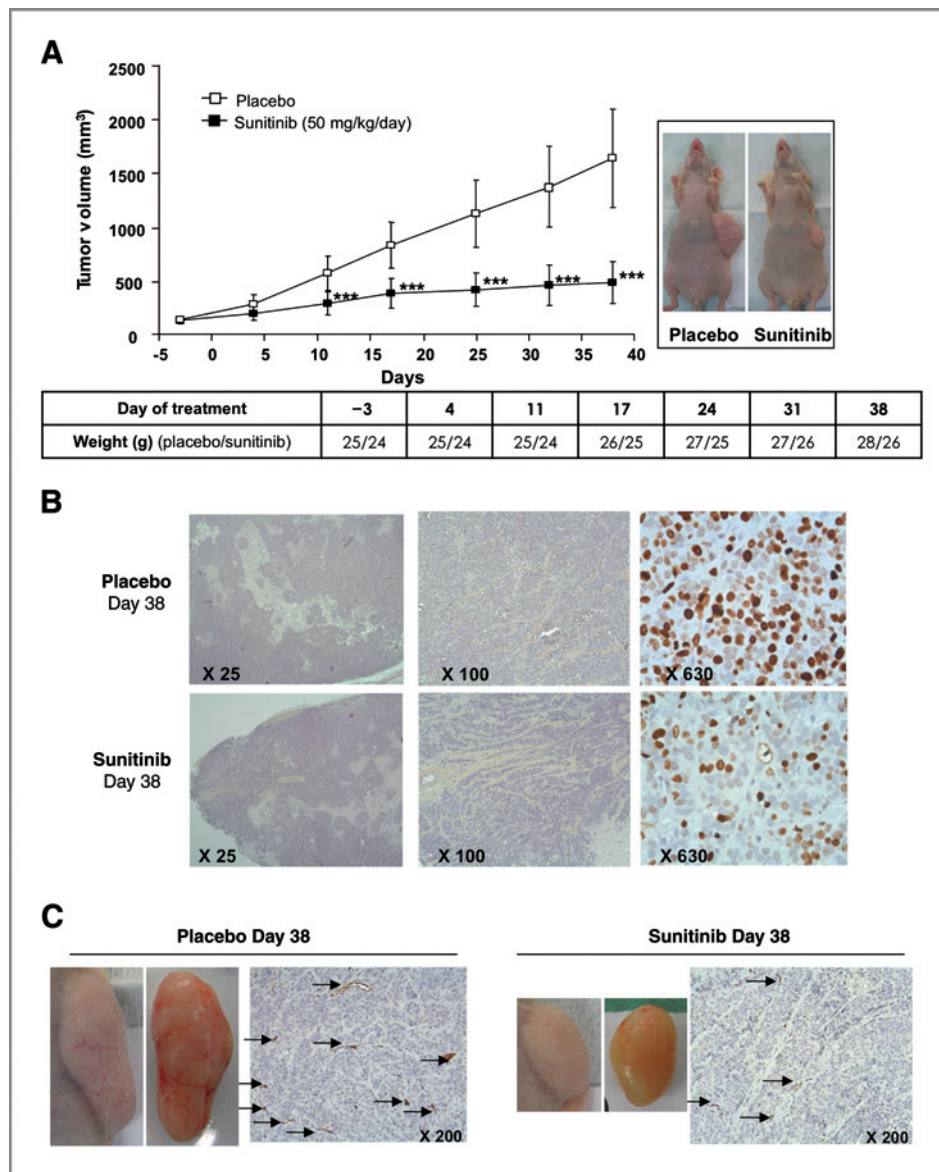 A
2500
2000
1500
1000
500
0
Tumor volume (mm³)
Placebo
Sunitinib (50 mg/kg/day)
***
***
***
***
***
-5 0 5 10 15 20 25 30 35 40
Days
Placebo Sunitinib
Day of treatment −3 4 11 17 24 31 38
Weight (g) (placebo/sunitinib) 25/24 25/24 25/24 26/25 27/25 27/26 28/26
B
Placebo
Day 38
X 25
X 100
X 630
Sunitinib
Day 38
X 25
X 100
X 630
C
Placebo Day 38
Sunitinib Day 38
X 200
X 200